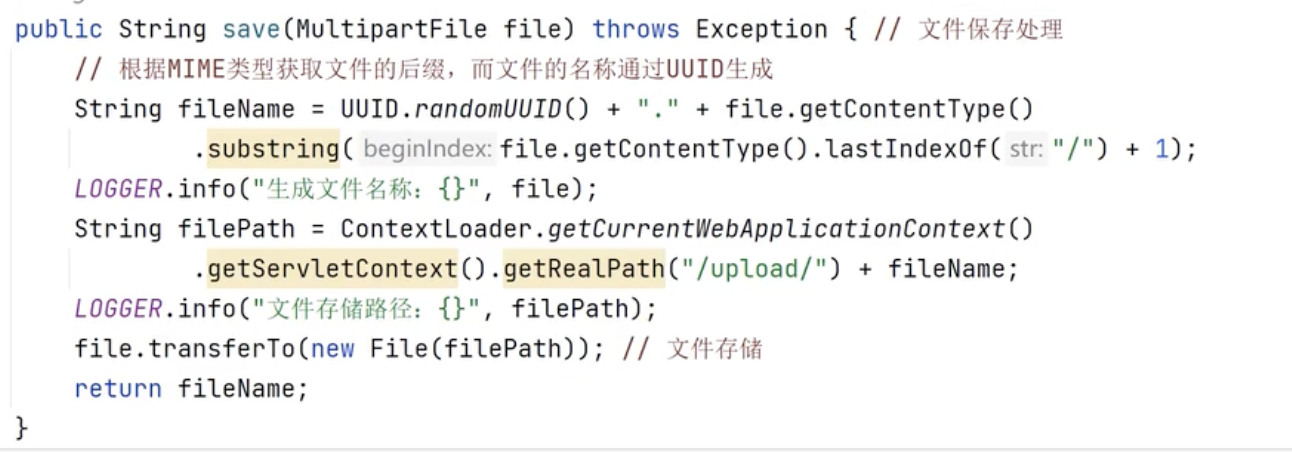 public String save(MultipartFile file) throws Exception { // 文件保存处理
// 根据MIME类型获取文件的后缀，而文件的名称通过UUID生成
String fileName = UUID.randomUUID() + "." + file.getContentType()
.substring( beginIndex: file.getContentType().lastIndexOf( str: "/") + 1);
LOGGER.info("生成文件名称：{}", file);
String filePath = ContextLoader.getCurrentWebApplicationContext()
.getServletContext().getRealPath("/upload/") + fileName;
LOGGER.info("文件存储路径：{}", filePath);
file.transferTo(new File(filePath)); // 文件存储
return fileName;
}